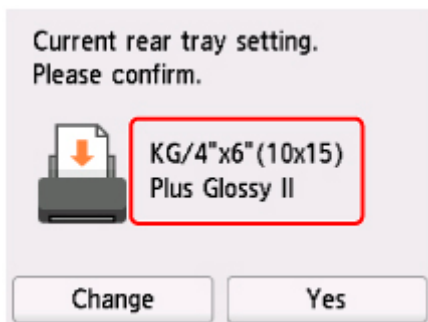 Current rear tray setting.
Please confirm.
KG/4"x6"(10x15)
Plus Glossy II
Change
Yes